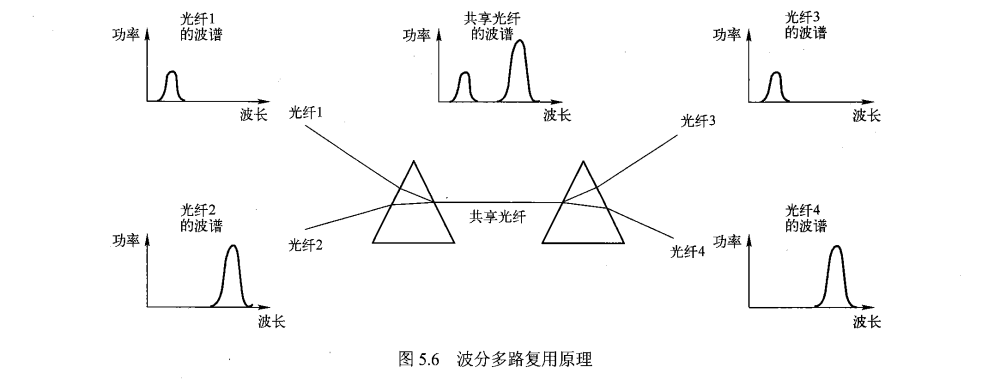 光纤1
的波谱
功率
波长
共享光纤
的波谱
功率
波长
光纤3
的波谱
功率
波长
光纤1
光纤3
共享光纤
光纤2
光纤4
光纤2
的波谱
功率
波长
光纤4
的波谱
功率
波长
图 5.6 波分多路复用原理